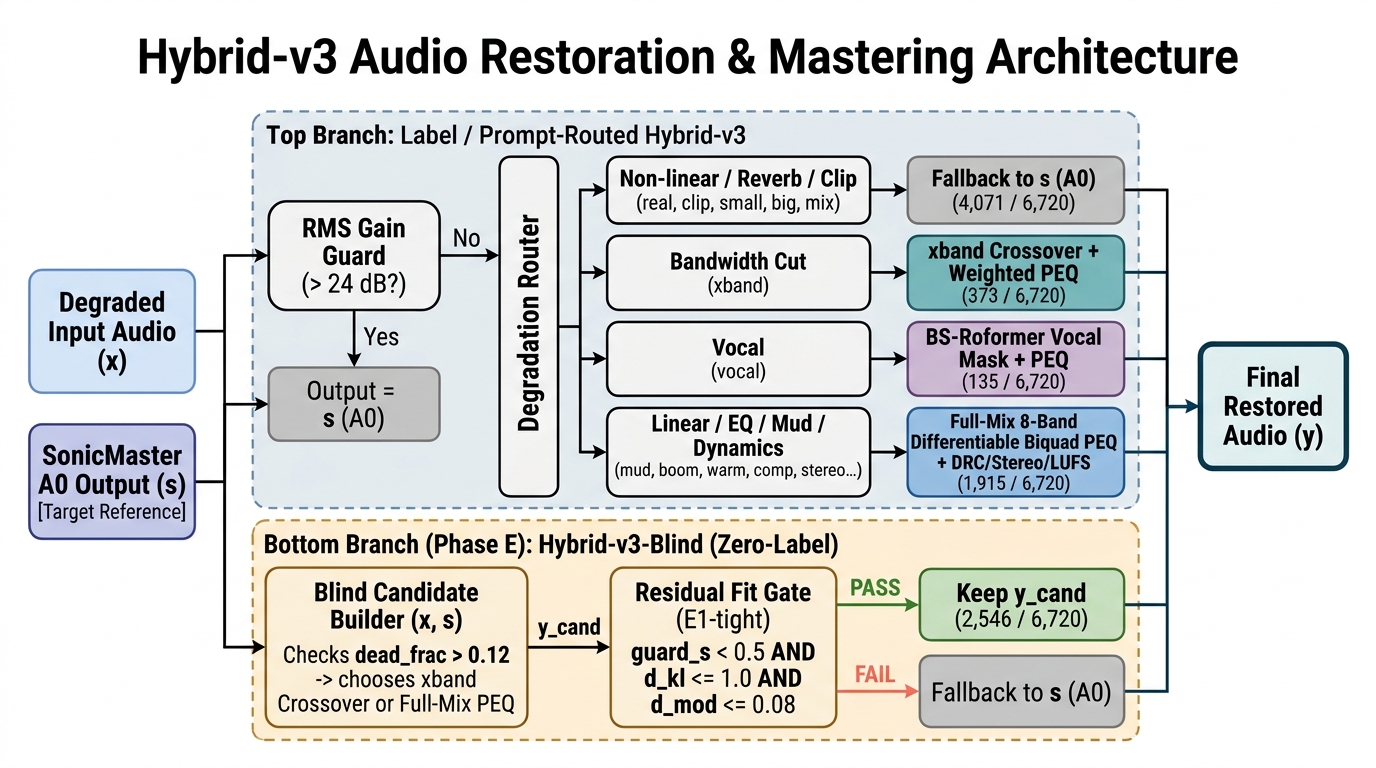 Hybrid-v3 Audio Restoration & Mastering Architecture
Degraded
Input Audio
(x)
SonicMaster
A0 Output (s)
[Target Reference]
Top Branch: Label / Prompt-Routed Hybrid-v3
RMS Gain
Guard
(> 24 dB?)
No
Yes
Output =
s (A0)
Degradation Router
Non-linear / Reverb / Clip
(real, clip, small, big, mix)
Fallback to s (A0)
(4,071 / 6,720)
Bandwidth Cut
(xband)
xband Crossover +
Weighted PEQ
(373 / 6,720)
Vocal
(vocal)
BS-Roformer Vocal
Mask + PEQ
(135 / 6,720)
Linear / EQ / Mud /
Dynamics
(mud, boom, warm, comp, stereo...)
Full-Mix 8-Band
Differentiable Biquad PEQ
+ DRC/Stereo/LUFS
(1,915 / 6,720)
Bottom Branch (Phase E): Hybrid-v3-Blind (Zero-Label)
Blind Candidate
Builder (x, s)
Checks dead_frac > 0.12
-> chooses xband
Crossover or Full-Mix PEQ
y_cand
Residual Fit Gate
(E1-tight)
guard_s < 0.5 AND
d_kl <= 1.0 AND
d_mod <= 0.08
PASS
Keep y_cand
(2,546 / 6,720)
FAIL
Fallback to s (A0)
Final
Restored
Audio (y)